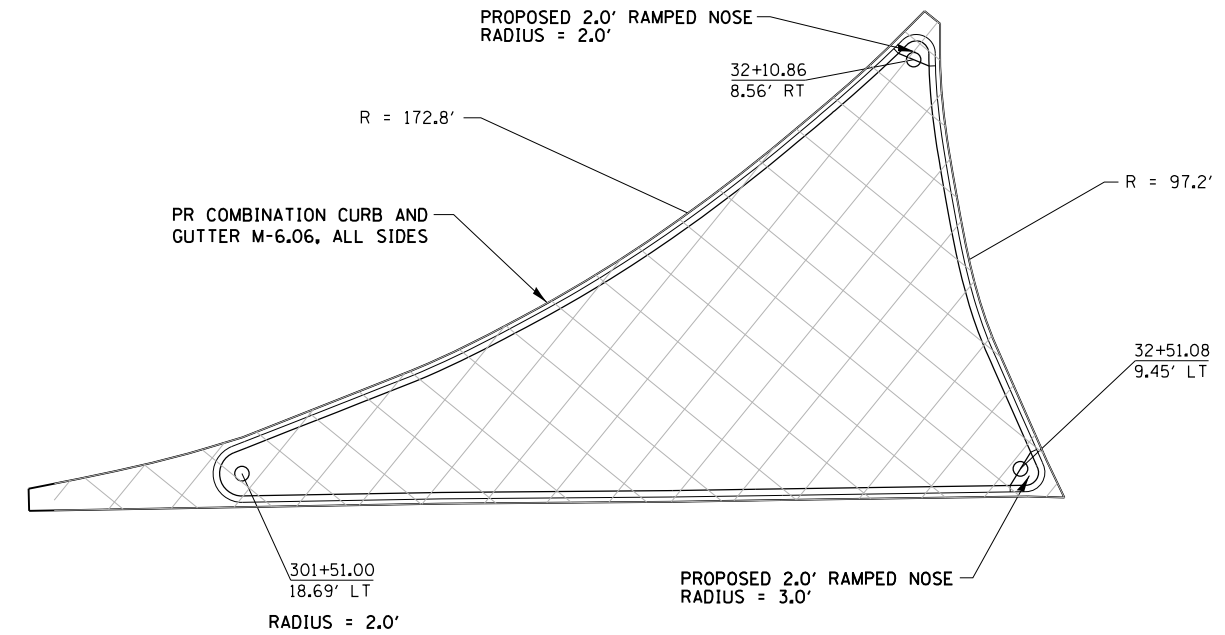 PROPOSED 2.0' RAMPED NOSE
RADIUS = 2.0'
32+10.86
8.56' RT
R = 172.8'
R = 97.2'
PR COMBINATION CURB AND
GUTTER M-6.06, ALL SIDES
32+51.08
9.45' LT
301+51.00
18.69' LT
RADIUS = 2.0'
PROPOSED 2.0' RAMPED NOSE
RADIUS = 3.0'